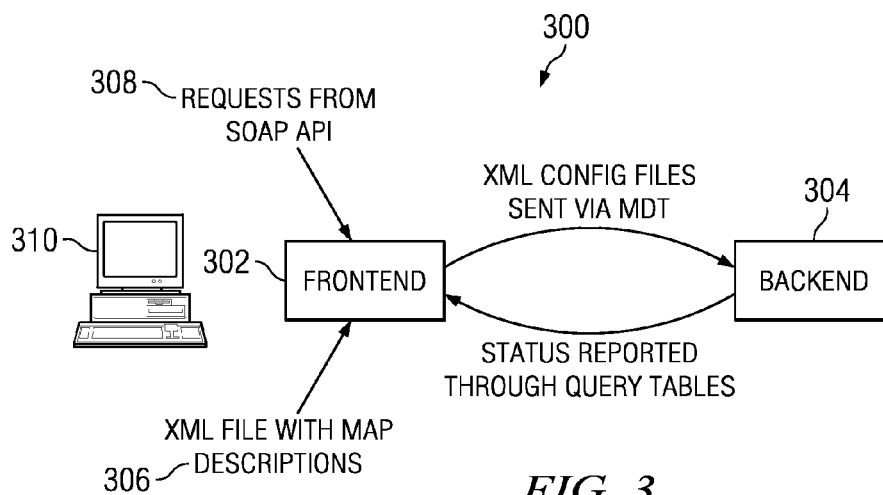 300
308
REQUESTS FROM
SOAP API
XML CONFIG FILES
SENT VIA MDT
304
310
302
FRONTEND
BACKEND
STATUS REPORTED
THROUGH QUERY TABLES
XML FILE WITH MAP
DESCRIPTIONS
306
FIG. 3